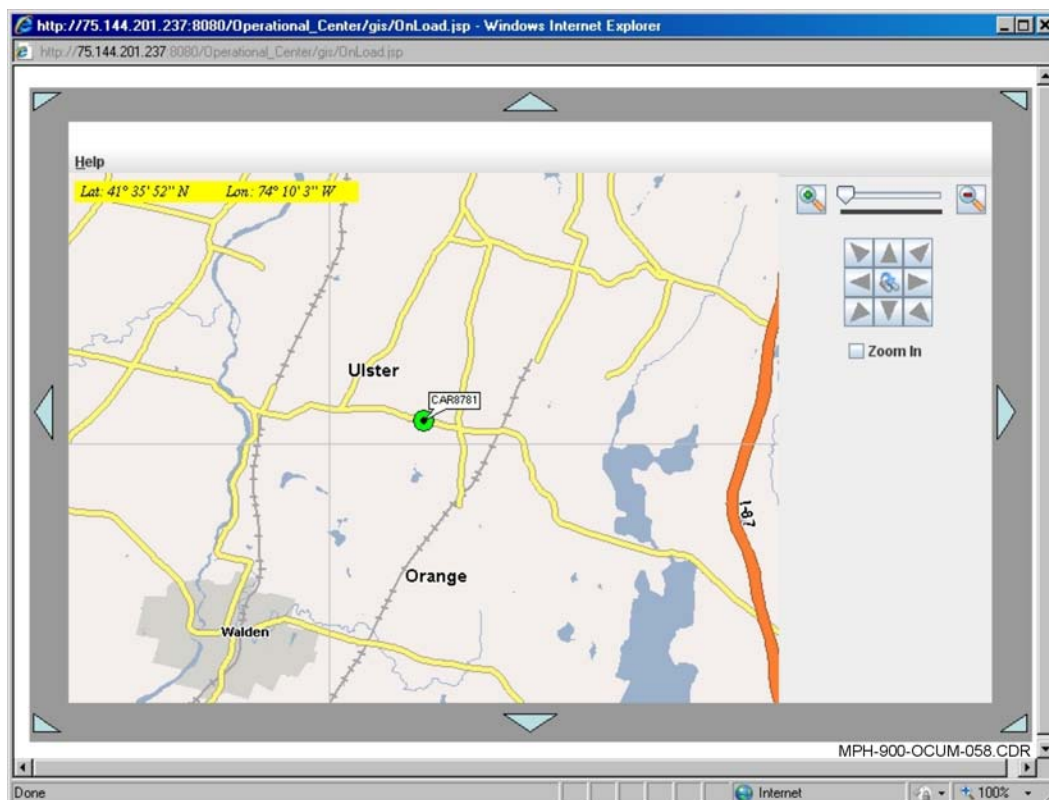 http://75.144.201.237:8080/Operational_Center/gis/OnLoad.jsp - Windows Internet Explorer
http://75.144.201.237:8080/Operational_Center/gis/OnLoad.jsp
Help
Lat: 41° 35' 52" N Lon: 74° 10' 3" W
Zoom In
Ulster
CAR8781
I-87
Orange
Walden
MPH-900-OCUM-058.CDR
Done
Internet
100%